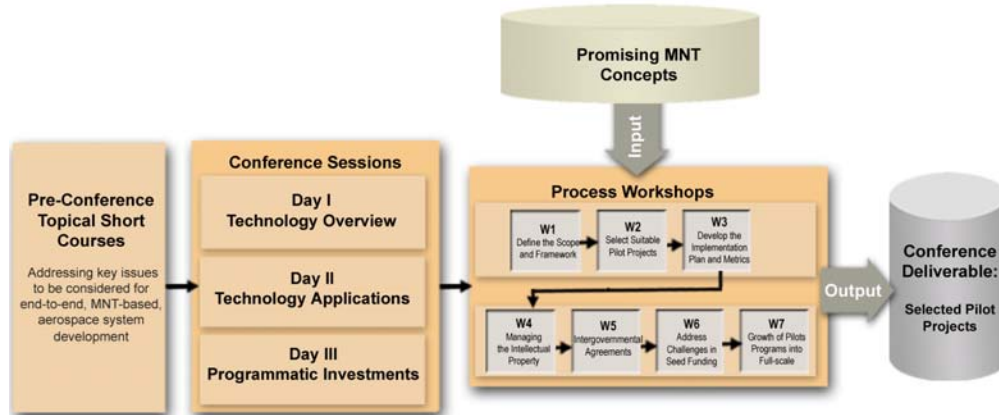 Promising MNT
Concepts
Input
Pre-Conference
Topical Short
Courses
Addressing key issues
to be considered for
end-to-end, MNT-based,
aerospace system
development
Conference Sessions
Day I
Technology Overview
Day II
Technology Applications
Day III
Programmatic Investments
Process Workshops
W1
Define the Scope
and Framework
W2
Select Suitable
Pilot Projects
W3
Develop the
Implementation
Plan and Metrics
W4
Managing
the Intellectual
Property
W5
Intergovernmental
Agreements
W6
Address
Challenges in
Seed Funding
W7
Growth of Pilots
Programs into
Full-scale
Output
Conference
Deliverable:
Selected Pilot
Projects